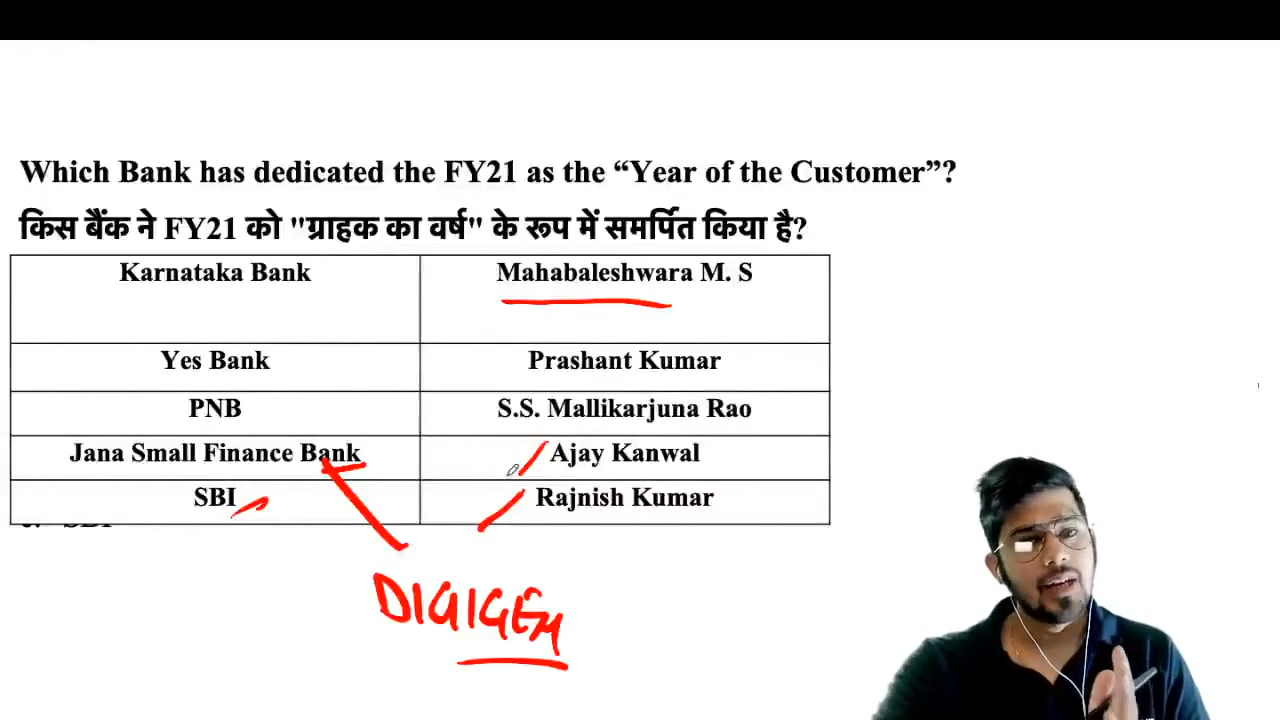 Which Bank has dedicated the FY21 as the “Year of the Customer”?
किस बैंक ने FY21 को "ग्राहक का वर्ष" के रूप में समर्पित किया है?
Karnataka Bank Mahabaleshwara M. S
Yes Bank Prashant Kumar
PNB S.S. Mallikarjuna Rao
Jana Small Finance Bank Ajay Kanwal
SBI Rajnish Kumar
DIGIGEM